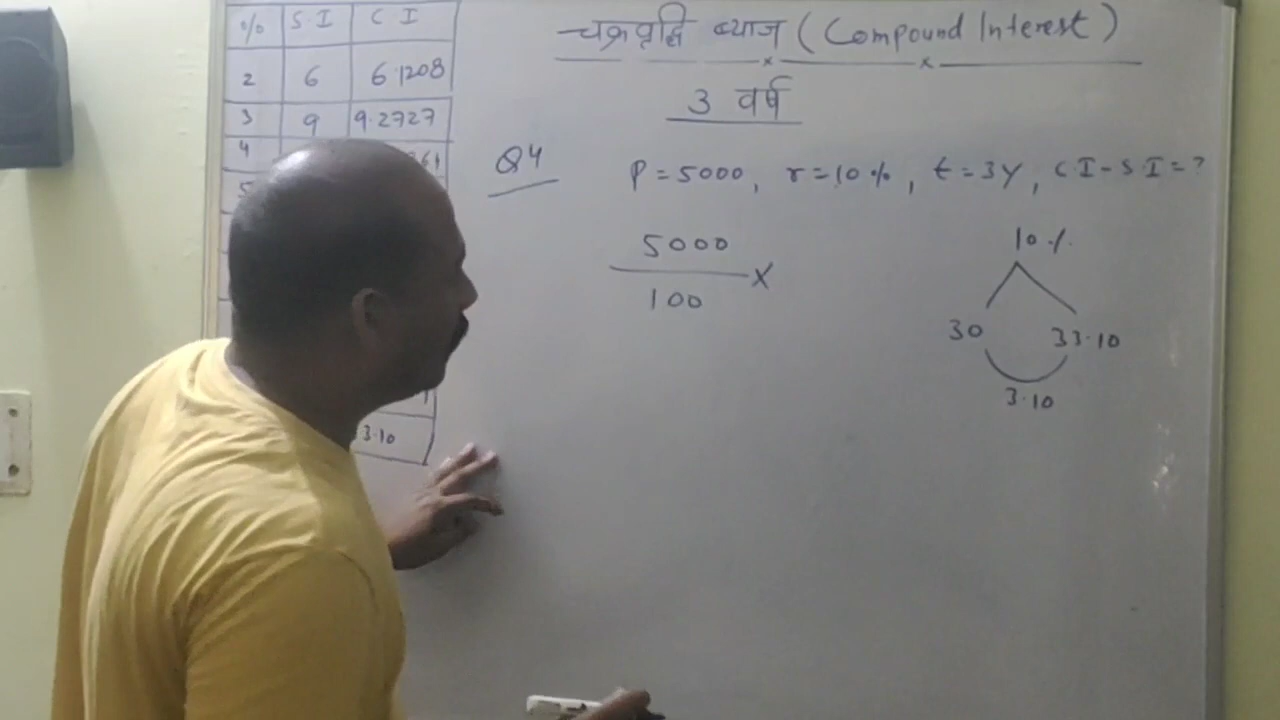 % S.I C I
2 6 6.1208
3 9 9.2727
4
3.10
चक्रवृद्धि ब्याज (Compound Interest)
3 वर्ष
Q4 P=5000, r=10%, t=3Y, C.I-S.I=?
5000
100 X
10%
30 33.10
3.10